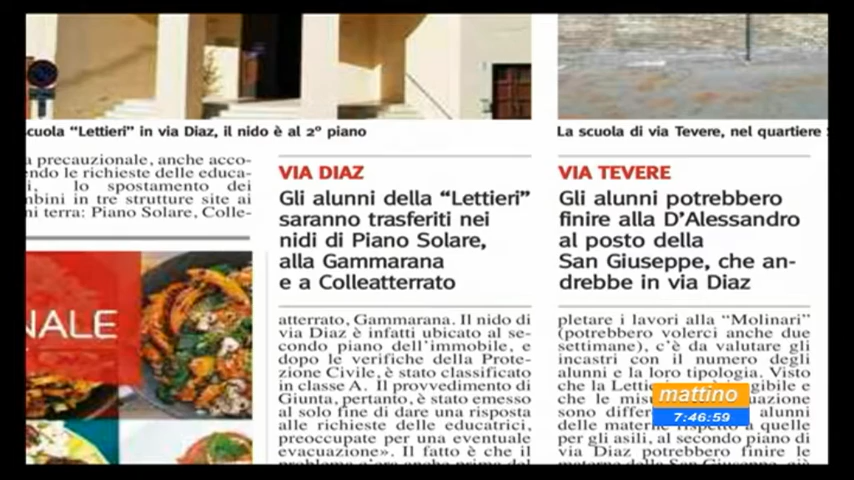 cuola "Lettieri" in via Diaz, il nido è al 2° piano
La scuola di via Tevere, nel quartiere
a precauzionale, anche acco-
ndo le richieste delle educa-
i, lo spostamento dei
mbini in tre strutture site ai
ni terra: Piano Solare, Colle-
NALE
VIA DIAZ
Gli alunni della "Lettieri"
saranno trasferiti nei
nidi di Piano Solare,
alla Gammarana
e a Colleatterrato
atterrato, Gammarana. Il nido di
via Diaz è infatti ubicato al se-
condo piano dell'immobile, e
dopo le verifiche della Prote-
zione Civile, è stato classificato
in classe A. Il provvedimento di
Giunta, pertanto, è stato emesso
al solo fine di dare una risposta
alle richieste delle educatrici,
preoccupate per una eventuale
evacuazione». Il fatto è che il
VIA TEVERE
Gli alunni potrebbero
finire alla D'Alessandro
al posto della
San Giuseppe, che an-
drebbe in via Diaz
pletare i lavori alla "Molinari"
(potrebbero volerci anche due
settimane), c'è da valutare gli
incastri con il numero degli
alunni e la loro tipologia. Visto
che la Lettie gibile e
che le mis uazione
sono differ alunni
delle materne rispetto a quelle
per gli asili, al secondo piano di
via Diaz potrebbero finire le
mattino
7:46:59